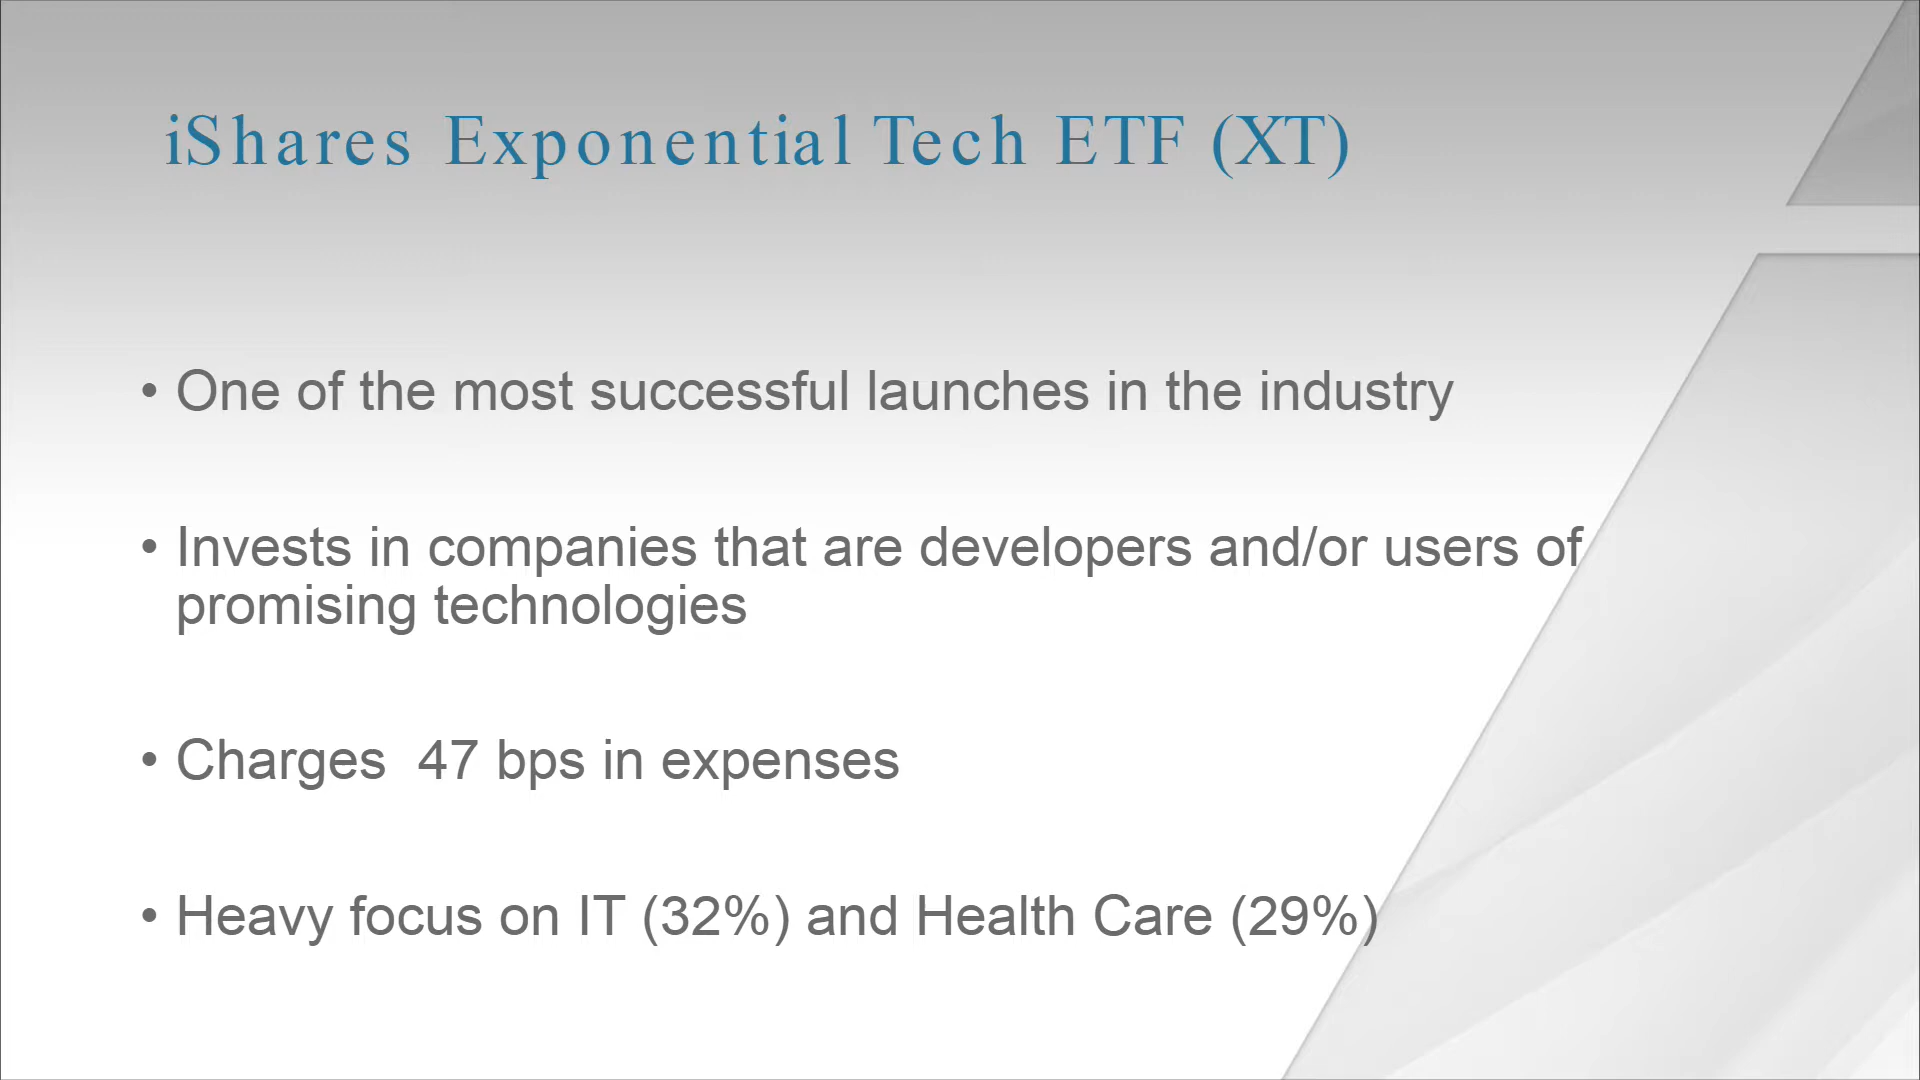 iShares Exponential Tech ETF (XT)
• One of the most successful launches in the industry
• Invests in companies that are developers and/or users of
promising technologies
• Charges  47 bps in expenses
• Heavy focus on IT (32%) and Health Care (29%)